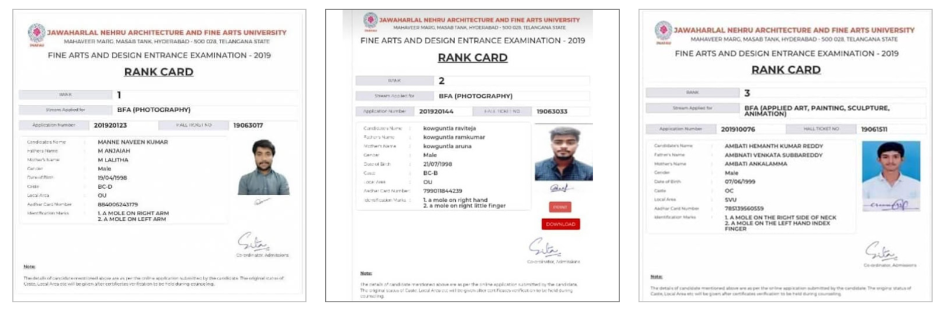 JAWAHARLAL NEHRU ARCHITECTURE AND FINE ARTS UNIVERSITY
MAHAVEER MARG, MASAB TANK, HYDERABAD - 500 028, TELANGANA STATE
FINE ARTS AND DESIGN ENTRANCE EXAMINATION - 2019
RANK CARD
RANK 1
Stream Applied for BFA (PHOTOGRAPHY)
Application Number 201920123 HALL TICKET NO 19063017
Candidate's Name : MANNE NAVEEN KUMAR
Father's Name : M ANJAIAH
Mother's Name : M LALITHA
Gender : Male
Date of Birth : 19/04/1998
Caste : BC-D
Local Area : OU
Aadhar Card Number : 884005243179
Identification Marks : 1. A MOLE ON RIGHT ARM
2. A MOLE ON LEFT ARM
Co-ordinator, Admissions
Note:
The details of candidate mentioned above are as per the online application submitted by the candidate. The original status of
Caste, Local Area etc will be given after certificates verification to be held during counseling.
JAWAHARLAL NEHRU ARCHITECTURE AND FINE ARTS UNIVERSITY
MAHAVEER MARG, MASAB TANK, HYDERABAD - 500 028, TELANGANA STATE
FINE ARTS AND DESIGN ENTRANCE EXAMINATION - 2019
RANK CARD
RANK 2
Stream Applied for BFA (PHOTOGRAPHY)
Application Number 201920144 HALL TICKET NO 19063033
Candidate's Name : kowguntla raviteja
Father's Name : kowguntla ramkumar
Mother's Name : kowguntla aruna
Gender : Male
Date of Birth : 21/07/1998
Caste : BC-B
Local Area : OU
Aadhar Card Number : 799011844239
Identification Marks : 1. a mole on right hand
2. a mole on right little finger
DOWNLOAD
Co-ordinator, Admissions
Note:
The details of candidate mentioned above are as per the online application submitted by the candidate.
The original status of Caste, Local Area etc will be given after certificates verification to be held during
counseling.
JAWAHARLAL NEHRU ARCHITECTURE AND FINE ARTS UNIVERSITY
MAHAVEER MARG, MASAB TANK, HYDERABAD - 500 028, TELANGANA STATE
FINE ARTS AND DESIGN ENTRANCE EXAMINATION - 2019
RANK CARD
RANK 3
Stream Applied for BFA (APPLIED ART, PAINTING, SCULPTURE,
ANIMATION)
Application Number 201910076 HALL TICKET NO 19061511
Candidate's Name : AMBATI HEMANTH KUMAR REDDY
Father's Name : AMBNATI VENKATA SUBBAREDDY
Mother's Name : AMBATI ANKALAMMA
Gender : Male
Date of Birth : 07/06/1999
Caste : OC
Local Area : SVU
Aadhar Card Number : 785139560559
Identification Marks : 1. A MOLE ON THE RIGHT SIDE OF NECK
2. A MOLE ON THE LEFT HAND INDEX
FINGER
Co-ordinator, Admissions
Note:
The details of candidate mentioned above are as per the online application submitted by the candidate. The original status of
Caste, Local Area etc will be given after certificates verification to be held during counseling.